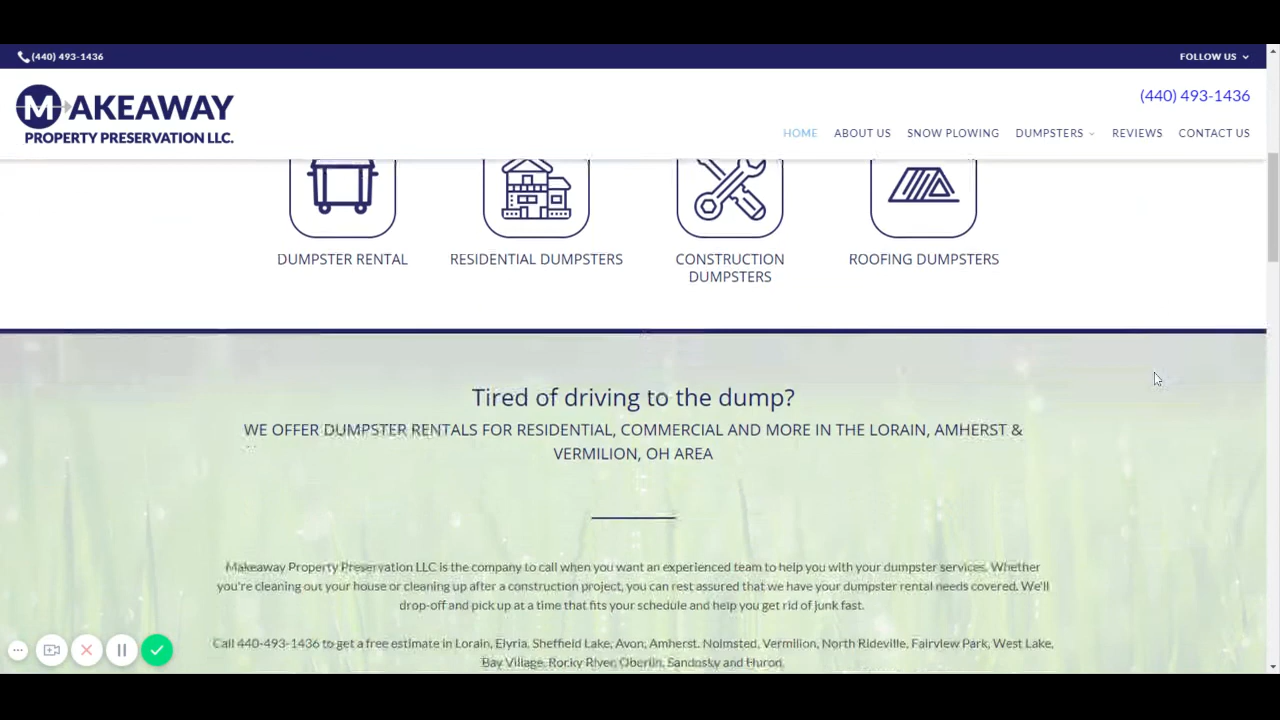 (440) 493-1436
FOLLOW US
MAKEAWAY
PROPERTY PRESERVATION LLC.
(440) 493-1436
HOME ABOUT US SNOW PLOWING DUMPSTERS REVIEWS CONTACT US
DUMPSTER RENTAL
RESIDENTIAL DUMPSTERS
CONSTRUCTION
DUMPSTERS
ROOFING DUMPSTERS
Tired of driving to the dump?
WE OFFER DUMPSTER RENTALS FOR RESIDENTIAL, COMMERCIAL AND MORE IN THE LORAIN, AMHERST &
VERMILION, OH AREA
Makeaway Property Preservation LLC is the company to call when you want an experienced team to help you with your dumpster services. Whether
you're cleaning out your house or cleaning up after a construction project, you can rest assured that we have your dumpster rental needs covered. We'll
drop-off and pick up at a time that fits your schedule and help you get rid of junk fast.
Call 440-493-1436 to get a free estimate in Lorain, Elyria, Sheffield Lake, Avon, Amherst, Nolmsted, Vermilion, North Rideville, Fairview Park, West Lake,
Bay Village, Rocky River, Oberlin, Sandosky and Huron.